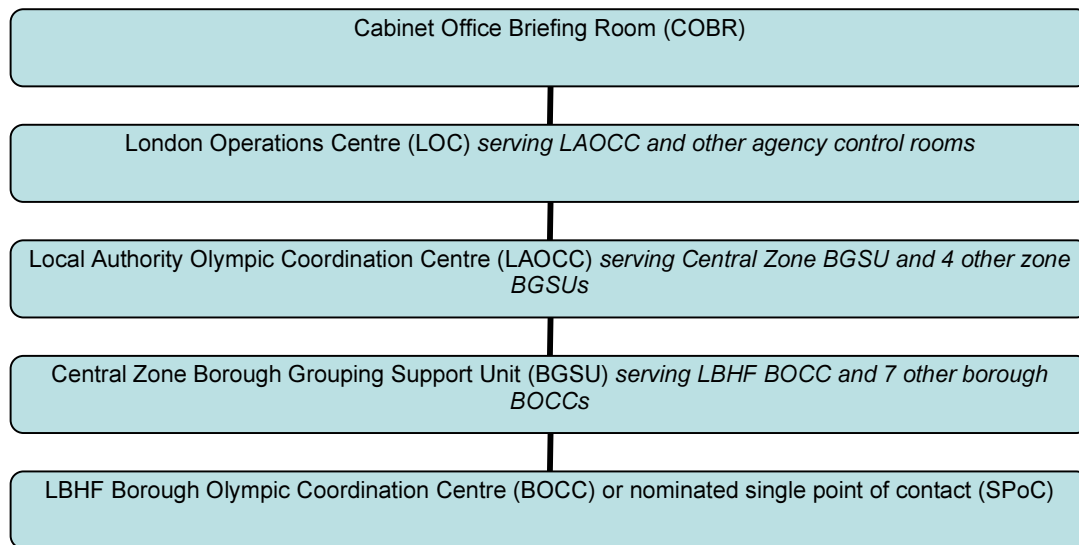 Cabinet Office Briefing Room (COBR)
London Operations Centre (LOC) serving LAOCC and other agency control rooms
Local Authority Olympic Coordination Centre (LAOCC) serving Central Zone BGSU and 4 other zone
BGSUs
Central Zone Borough Grouping Support Unit (BGSU) serving LBHF BOCC and 7 other borough
BOCCs
LBHF Borough Olympic Coordination Centre (BOCC) or nominated single point of contact (SPoC)